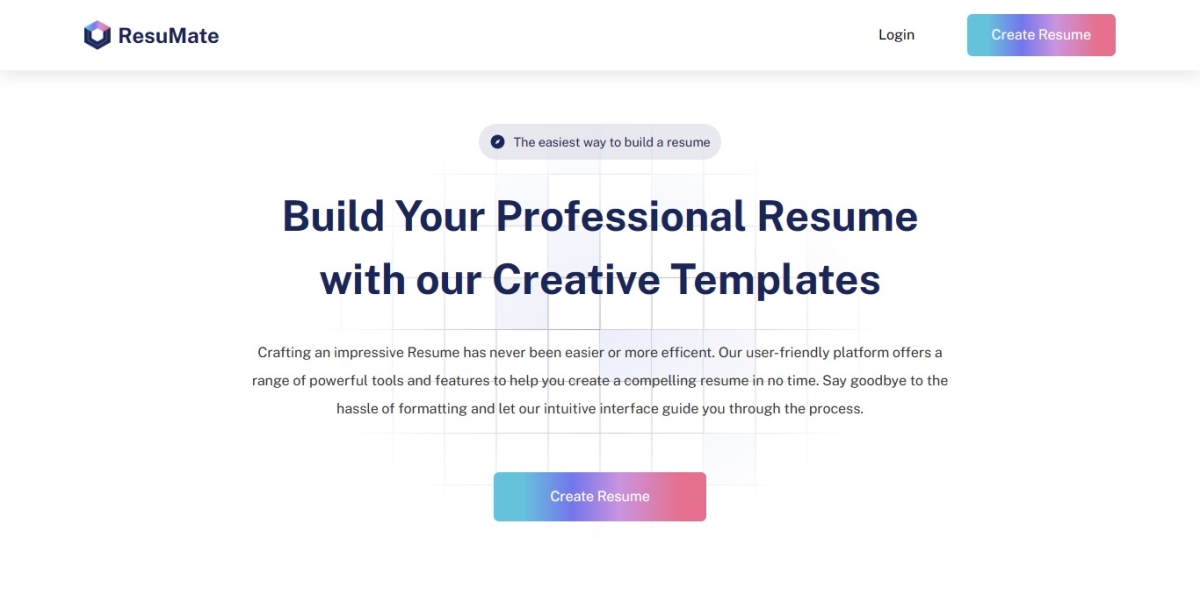 ResuMate
Login
Create Resume
The easiest way to build a resume
Build Your Professional Resume
with our Creative Templates
Crafting an impressive Resume has never been easier or more efficent. Our user-friendly platform offers a
range of powerful tools and features to help you create a compelling resume in no time. Say goodbye to the
hassle of formatting and let our intuitive interface guide you through the process.
Create Resume